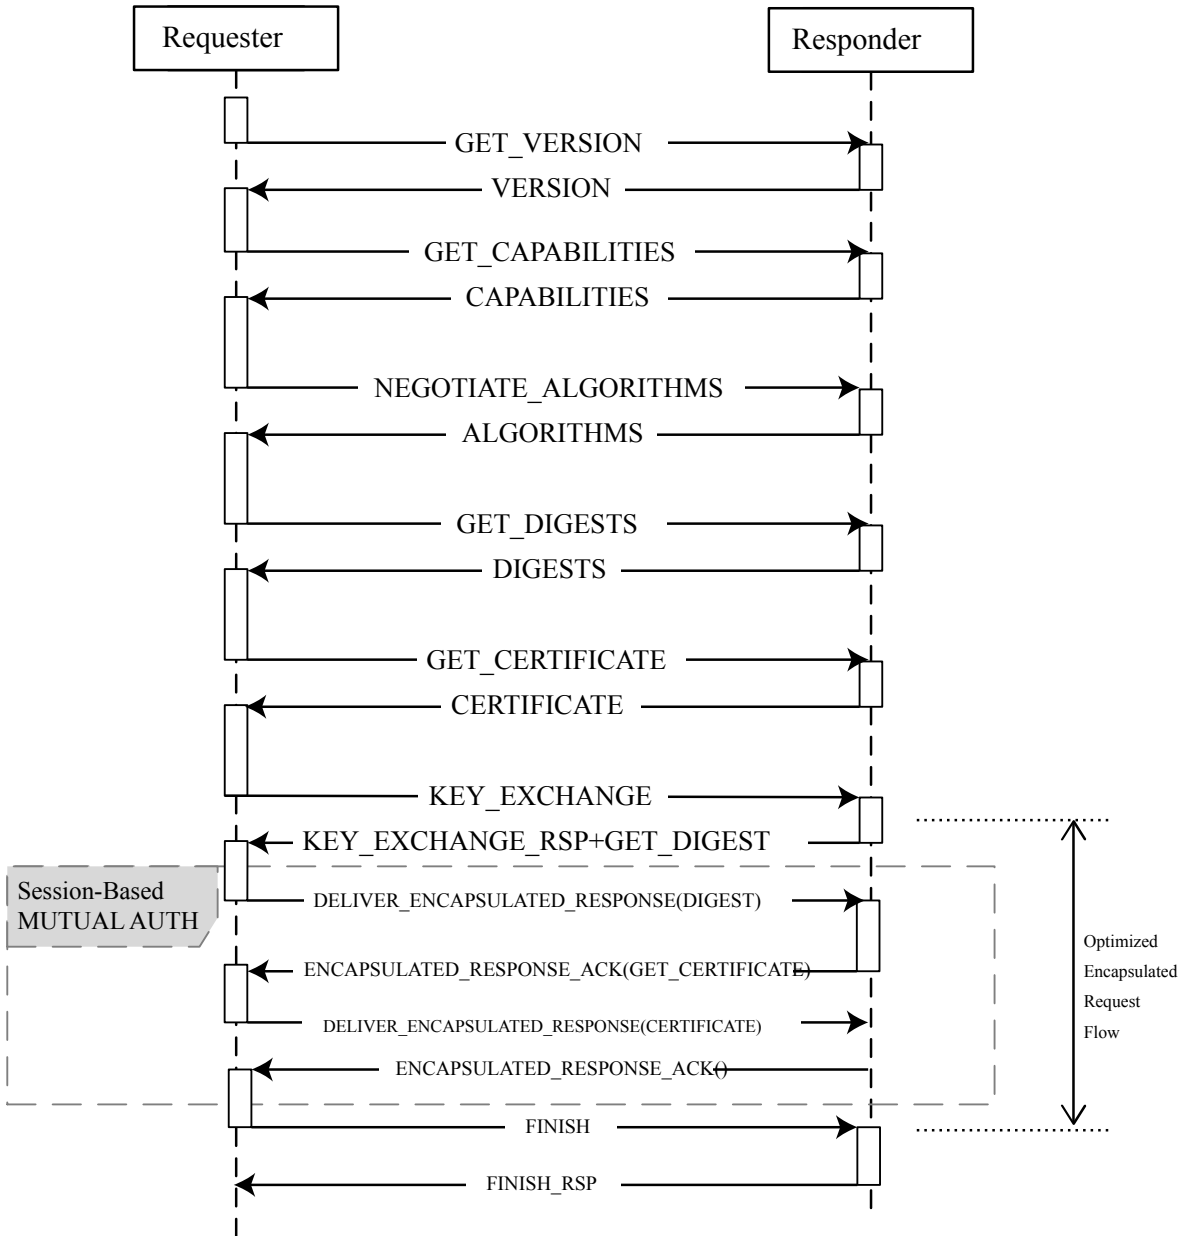 Requester
Responder
GET_VERSION
VERSION
GET_CAPABILITIES
CAPABILITIES
NEGOTIATE_ALGORITHMS
ALGORITHMS
GET_DIGESTS
DIGESTS
GET_CERTIFICATE
CERTIFICATE
KEY_EXCHANGE
KEY_EXCHANGE_RSP+GET_DIGEST
Session-Based
MUTUAL AUTH
DELIVER_ENCAPSULATED_RESPONSE(DIGEST)
ENCAPSULATED_RESPONSE_ACK(GET_CERTIFICATE)
DELIVER_ENCAPSULATED_RESPONSE(CERTIFICATE)
ENCAPSULATED_RESPONSE_ACK()
FINISH
FINISH_RSP
Optimized
Encapsulated
Request
Flow